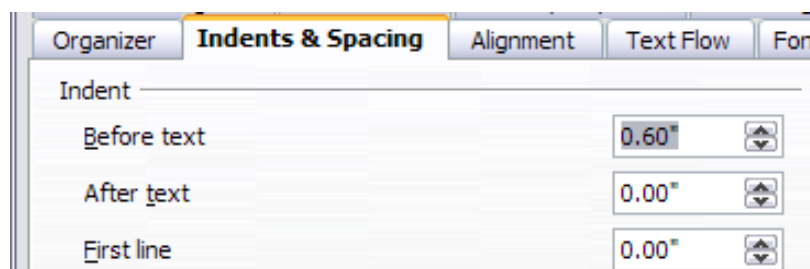 Organizer Indents & Spacing Alignment Text Flow
Indent
Before text 0.60"
After text 0.00"
First line 0.00"